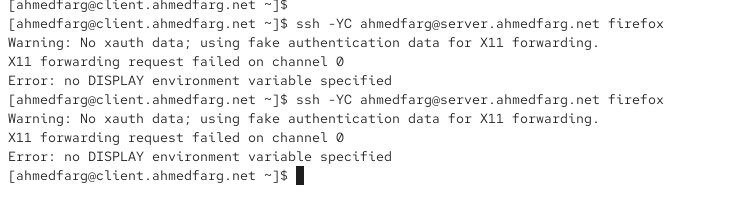 [ahmedfarg@client.ahmedfarg.net ~]$
[ahmedfarg@client.ahmedfarg.net ~]$ ssh -YC ahmedfarg@server.ahmedfarg.net firefox
Warning: No xauth data; using fake authentication data for X11 forwarding.
X11 forwarding request failed on channel 0
Error: no DISPLAY environment variable specified
[ahmedfarg@client.ahmedfarg.net ~]$ ssh -YC ahmedfarg@server.ahmedfarg.net firefox
Warning: No xauth data; using fake authentication data for X11 forwarding.
X11 forwarding request failed on channel 0
Error: no DISPLAY environment variable specified
[ahmedfarg@client.ahmedfarg.net ~]$